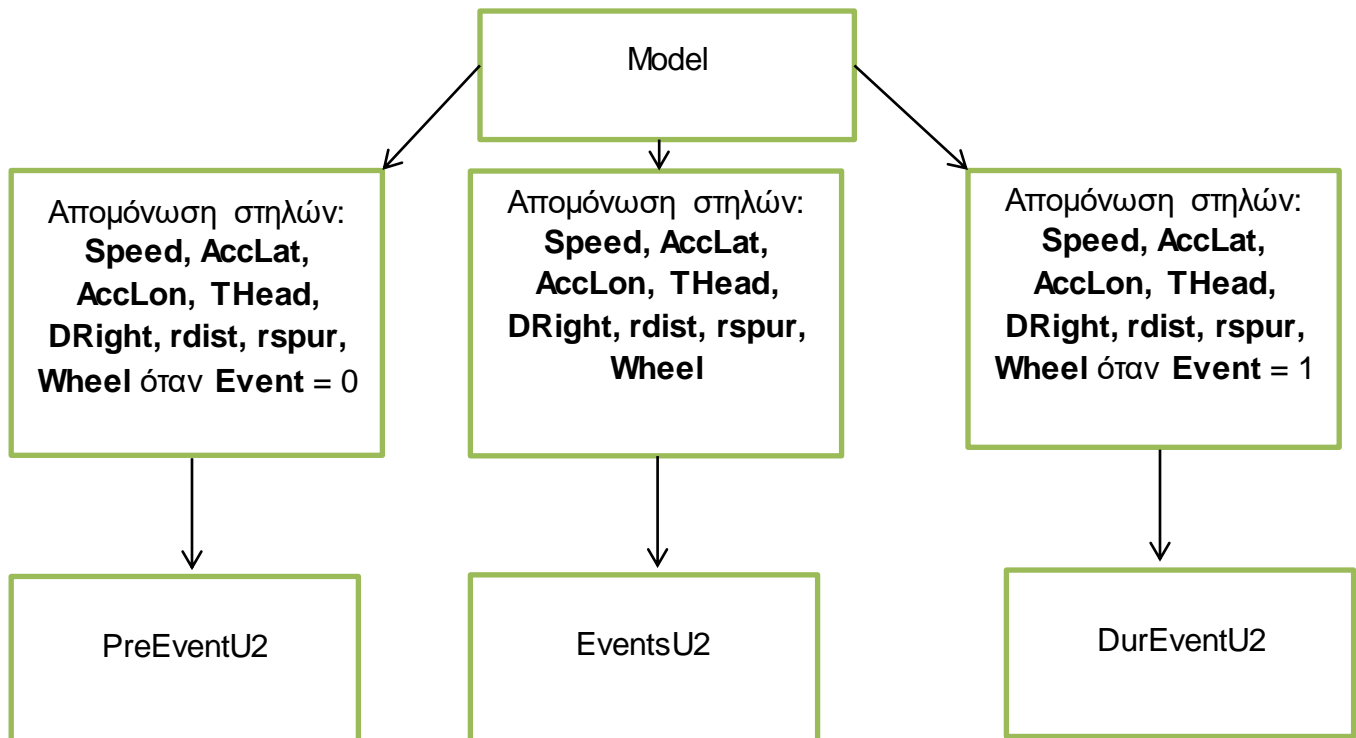 Model
Απομόνωση στηλών:
Speed, AccLat,
AccLon, THead,
DRight, rdist, rspur,
Wheel όταν Event = 0
Απομόνωση στηλών:
Speed, AccLat,
AccLon, THead,
DRight, rdist, rspur,
Wheel
Απομόνωση στηλών:
Speed, AccLat,
AccLon, THead,
DRight, rdist, rspur,
Wheel όταν Event = 1
PreEventU2
EventsU2
DurEventU2